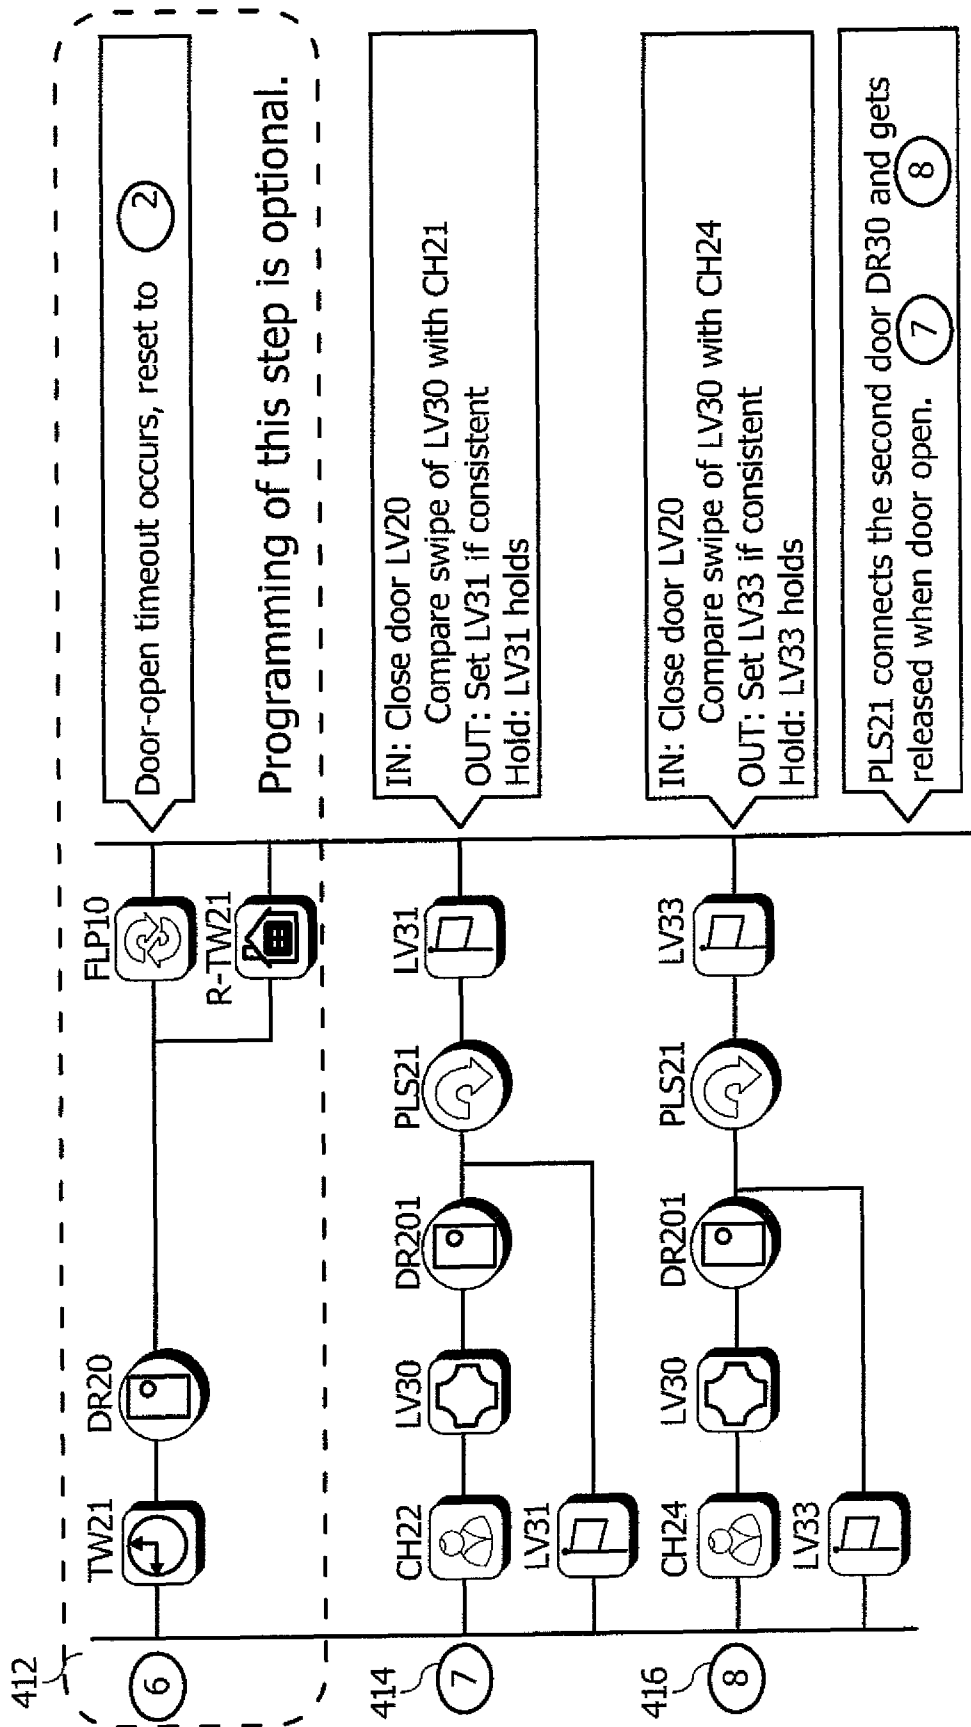 412
6
TW21
DR20
FLP10
R-TW21
Door-open timeout occurs, reset to 2
Programming of this step is optional.
414
7
CH22
LV30
DR201
PLS21
LV31
LV31
IN: Close door LV20
Compare swipe of LV30 with CH21
OUT: Set LV31 if consistent
Hold: LV31 holds
416
8
CH24
LV30
DR201
PLS21
LV33
LV33
IN: Close door LV20
Compare swipe of LV30 with CH24
OUT: Set LV33 if consistent
Hold: LV33 holds
PLS21 connects the second door DR30 and gets
released when door open. 7 8